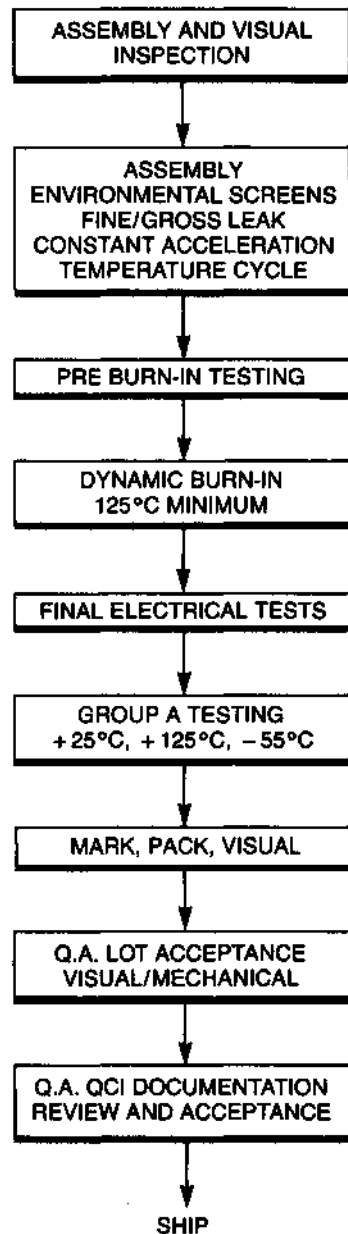 ASSEMBLY AND VISUAL
INSPECTION
ASSEMBLY
ENVIRONMENTAL SCREENS
FINE/GROSS LEAK
CONSTANT ACCELERATION
TEMPERATURE CYCLE
PRE BURN-IN TESTING
DYNAMIC BURN-IN
125°C MINIMUM
FINAL ELECTRICAL TESTS
GROUP A TESTING
+25°C, +125°C, −55°C
MARK, PACK, VISUAL
Q.A. LOT ACCEPTANCE
VISUAL/MECHANICAL
Q.A. QCI DOCUMENTATION
REVIEW AND ACCEPTANCE
SHIP